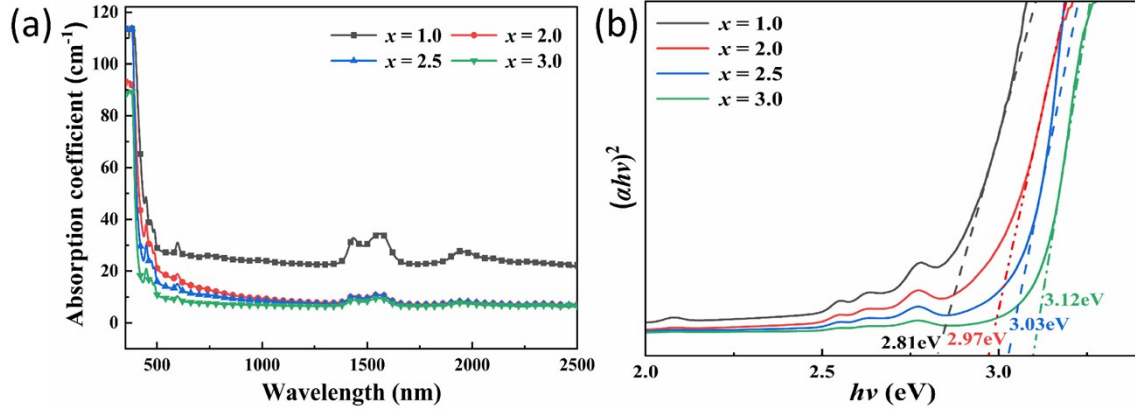 (a)
Absorption coefficient (cm⁻¹)
120
100
80
60
40
20
0
x = 1.0
x = 2.0
x = 2.5
x = 3.0
500
1000
1500
2000
2500
Wavelength (nm)
(b)
(αhν)²
x = 1.0
x = 2.0
x = 2.5
x = 3.0
3.12eV
3.03eV
2.81eV
2.97eV
2.0
2.5
3.0
hν (eV)